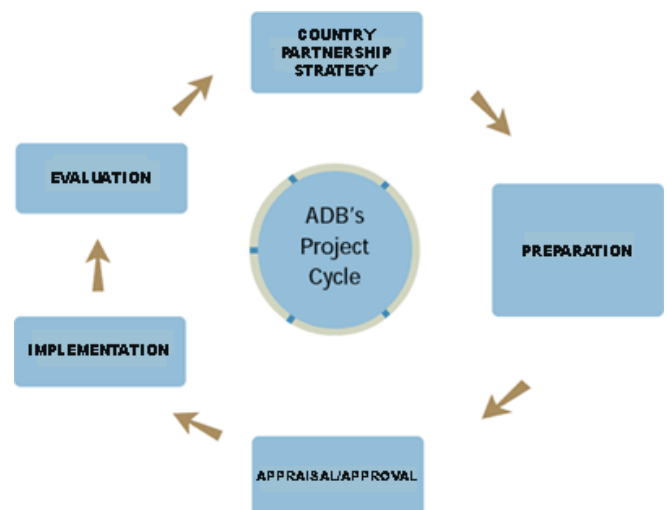 COUNTRY
PARTNERSHIP
STRATEGY
EVALUATION
ADB's
Project
Cycle
PREPARATION
IMPLEMENTATION
APPRAISAL/APPROVAL